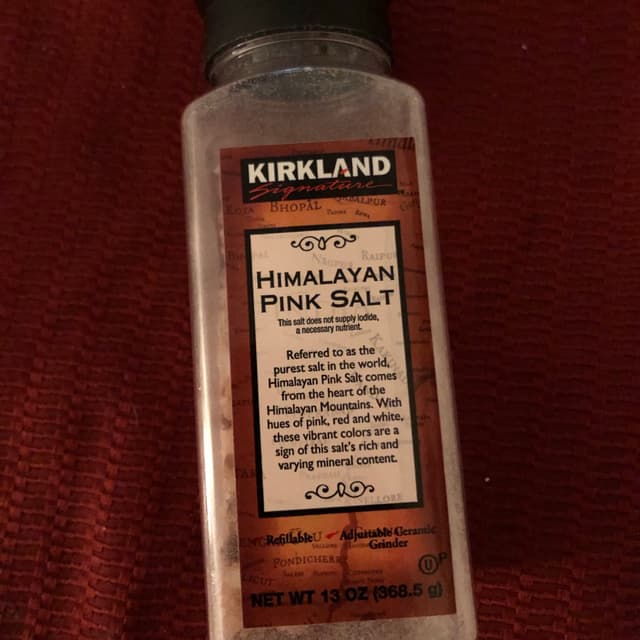 KIRKLAND
Signature
BHOPAL
HIMALAYAN
PINK SALT
This salt does not supply iodide,
a necessary nutrient.
Referred to as the
purest salt in the world,
Himalayan Pink Salt comes
from the heart of the
Himalayan Mountains. With
hues of pink, red and white,
these vibrant colors are a
sign of this salt's rich and
varying mineral content.
Refillable Adjustable Ceramic
Grinder
PONDICHERRY
U P
NET WT 13 OZ (368.5 g)